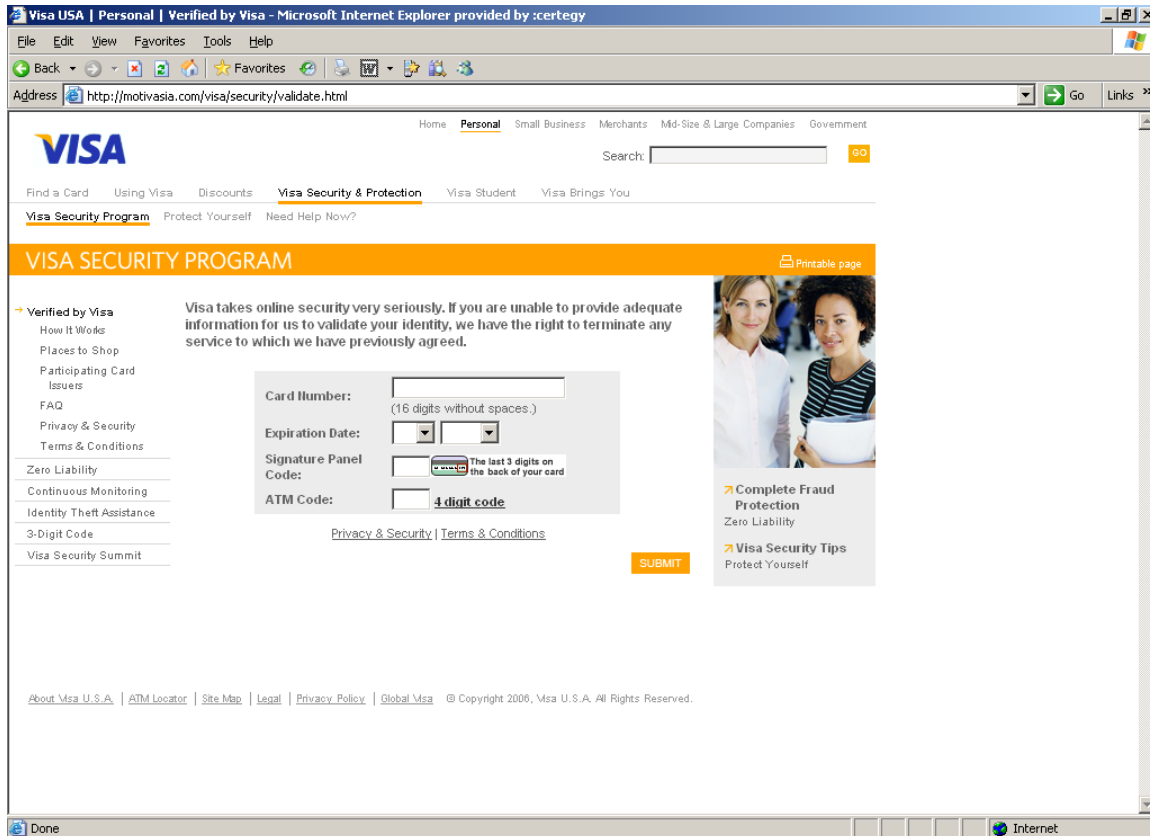 Visa USA | Personal | Verified by Visa - Microsoft Internet Explorer provided by :certegy
File Edit View Favorites Tools Help
Back Favorites
Address http://motivasia.com/visa/security/validate.html Go Links »
Home Personal Small Business Merchants Mid-Size & Large Companies Government
VISA
Search: GO
Find a Card Using Visa Discounts Visa Security & Protection Visa Student Visa Brings You
Visa Security Program Protect Yourself Need Help Now?
VISA SECURITY PROGRAM
Printable page
Verified by Visa
How It Works
Places to Shop
Participating Card
Issuers
FAQ
Privacy & Security
Terms & Conditions
Zero Liability
Continuous Monitoring
Identity Theft Assistance
3-Digit Code
Visa Security Summit
Visa takes online security very seriously. If you are unable to provide adequate
information for us to validate your identity, we have the right to terminate any
service to which we have previously agreed.
Card Number:
(16 digits without spaces.)
Expiration Date:
Signature Panel
Code:
The last 3 digits on
the back of your card
ATM Code:
4 digit code
Privacy & Security | Terms & Conditions
SUBMIT
Complete Fraud
Protection
Zero Liability
Visa Security Tips
Protect Yourself
About Visa U.S.A. | ATM Locator | Site Map | Legal | Privacy Policy | Global Visa © Copyright 2006, Visa U.S.A. All Rights Reserved.
Done Internet